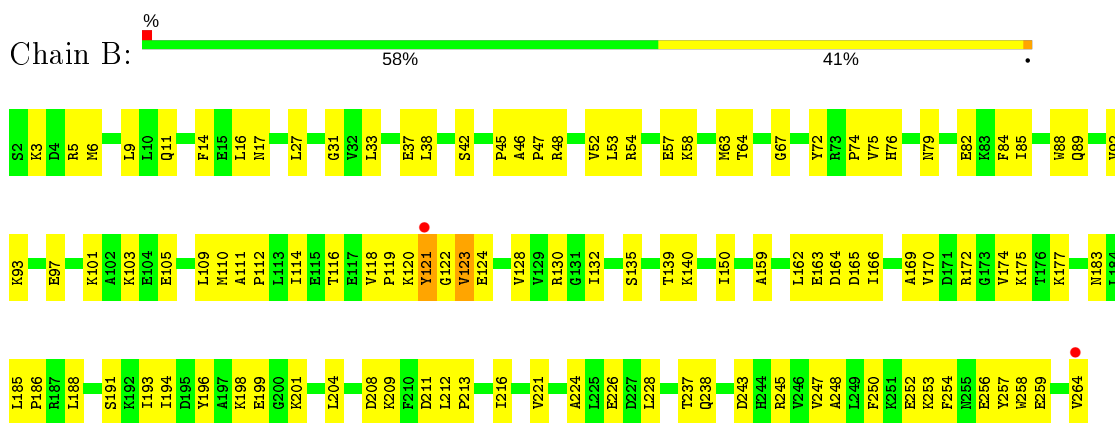 %
Chain B:
58% 41% •
S2 K3 D4 R5 M6 L9 L10 Q11 F14 E15 L16 N17 L27 G31 V32 L33 E37 L38 S42 P45 A46 P47 R48 V52 L53 R54 E57 K58 M63 T64 G67 Y72 R73 P74 V75 H76 N79 E82 K83 F84 I85 W88 Q89
K93 E97 K101 A102 K103 E104 E105 L109 M110 A111 P112 L113 I114 E115 T116 E117 V118 P119 K120 Y121 G122 V123 E124 V128 V129 R130 G131 I132 S135 T139 K140 I150 A159 L162 E163 D164 D165 I166 A169 V170 D171 R172 G173 V174 K175 T176 K177 N183 L184
L185 P186 R187 L188 S191 K192 I193 I194 D195 Y196 A197 K198 E199 G200 K201 L204 D208 K209 F210 D211 L212 P213 I216 V221 A224 L225 E226 D227 L228 T237 Q238 D243 H244 R245 V246 V247 A248 L249 F250 K251 E252 K253 F254 N255 E256 Y257 W258 E259 V264